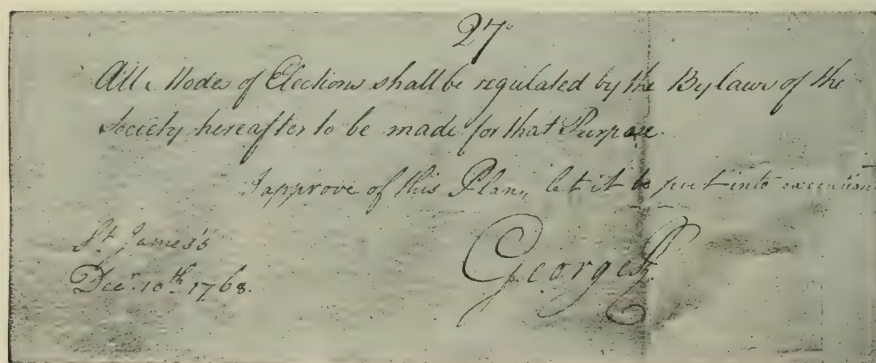 27
All Modes of Elections shall be regulated by the Bylaws of the
Society hereafter to be made for that Purpose.
I approve of this Plan, let it be put into execution
St James's
Decr. 10th 1768.
George R